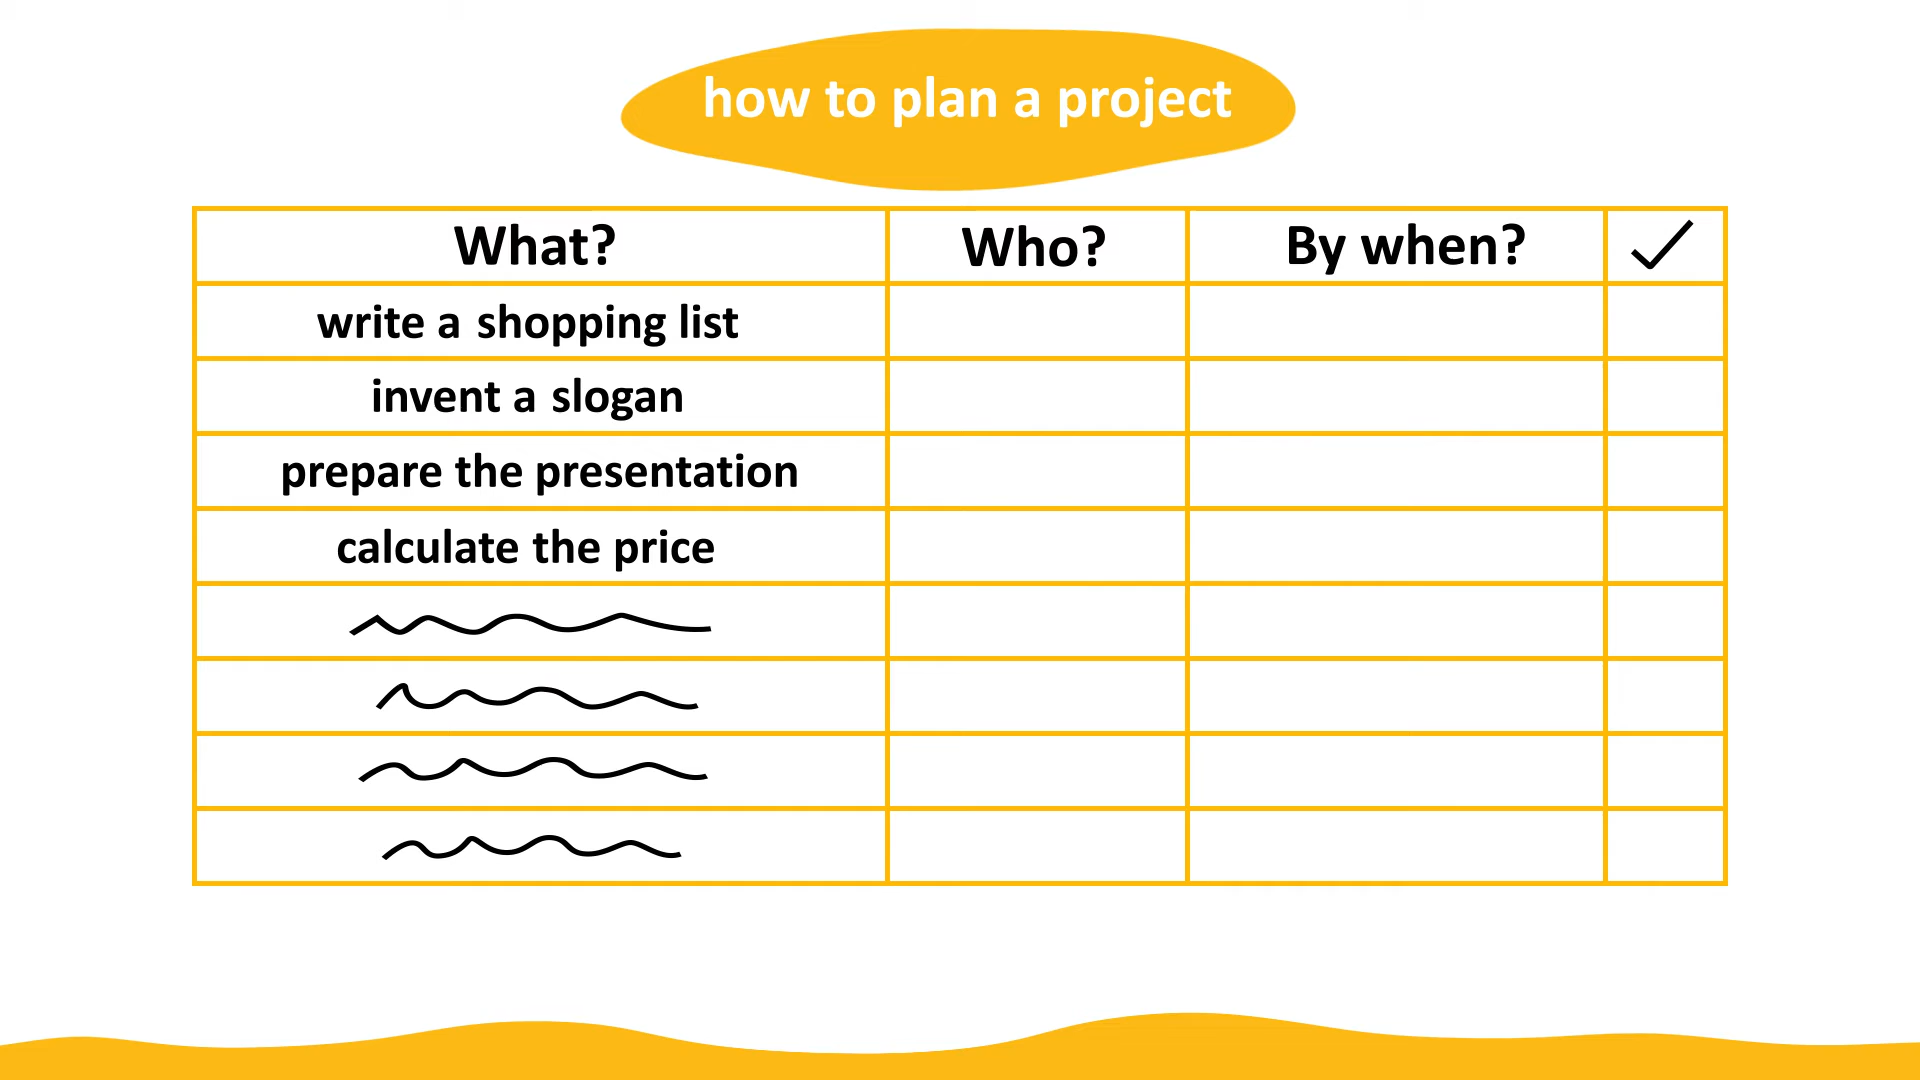 how to plan a project
What? Who? By when? ✓
write a shopping list
invent a slogan
prepare the presentation
calculate the price